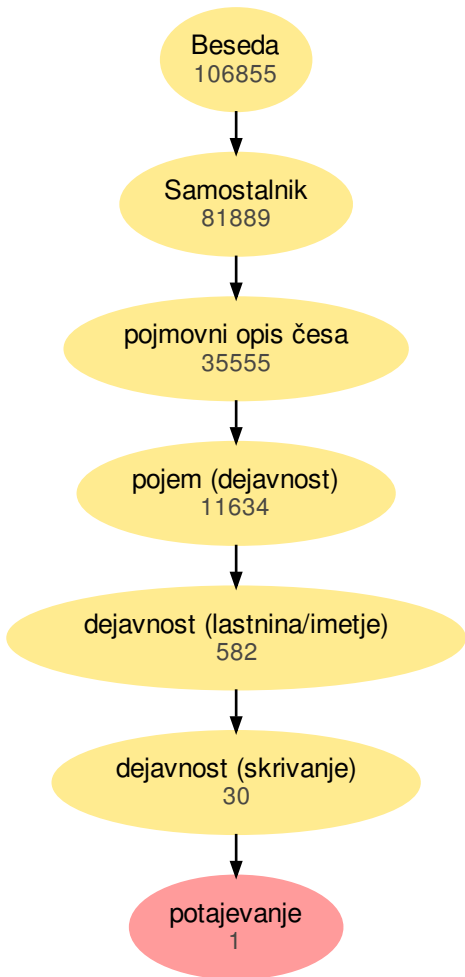 Beseda
106855
Samostalnik
81889
pojmovni opis česa
35555
pojem (dejavnost)
11634
dejavnost (lastnina/imetje)
582
dejavnost (skrivanje)
30
potajevanje
1